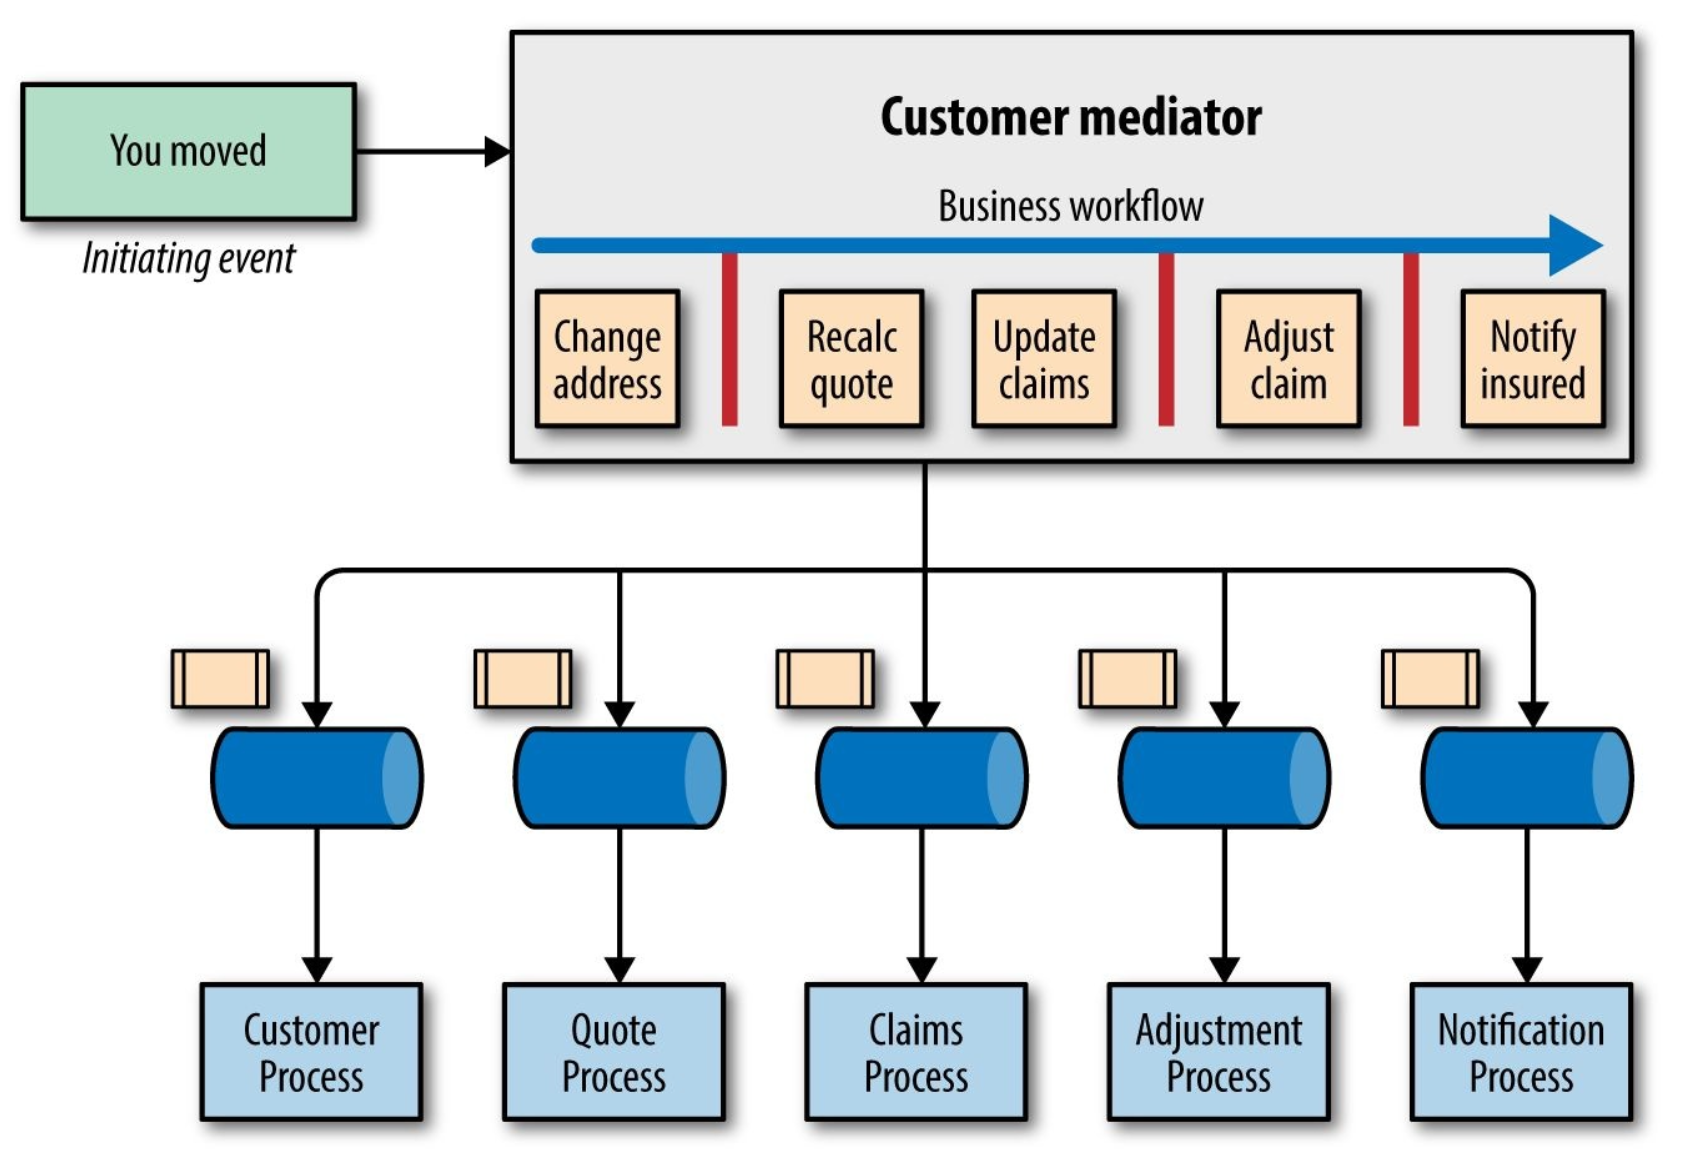 You moved
Initiating event
Customer mediator
Business workflow
Change
address
Recalc
quote
Update
claims
Adjust
claim
Notify
insured
Customer
Process
Quote
Process
Claims
Process
Adjustment
Process
Notification
Process